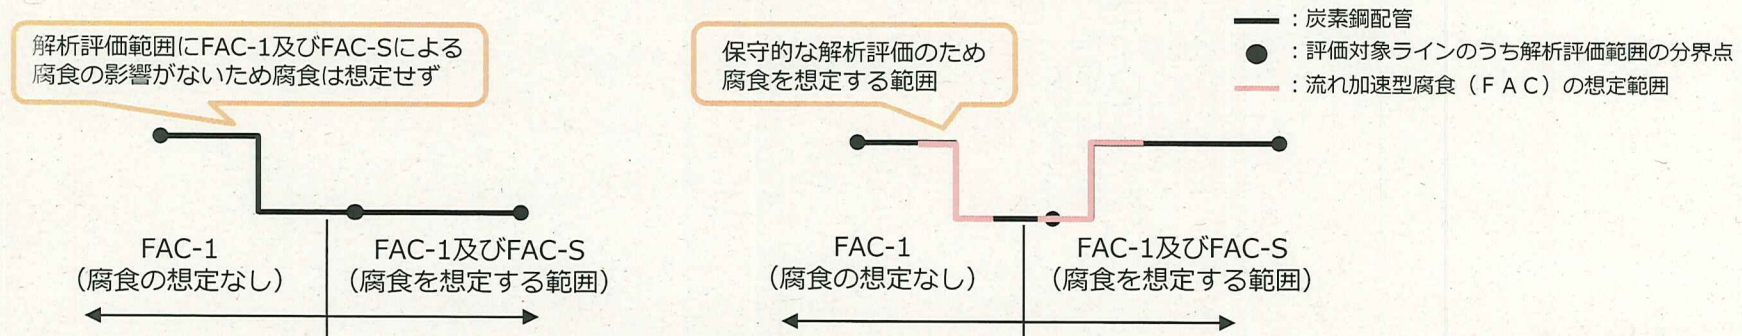 解析評価範囲にFAC-1及びFAC-Sによる
腐食の影響がないため腐食は想定せず
FAC-1
（腐食の想定なし）
FAC-1及びFAC-S
（腐食を想定する範囲）
保守的な解析評価のため
腐食を想定する範囲
FAC-1
（腐食の想定なし）
FAC-1及びFAC-S
（腐食を想定する範囲）
：炭素鋼配管
：評価対象ラインのうち解析評価範囲の分界点
：流れ加速型腐食（ＦＡＣ）の想定範囲